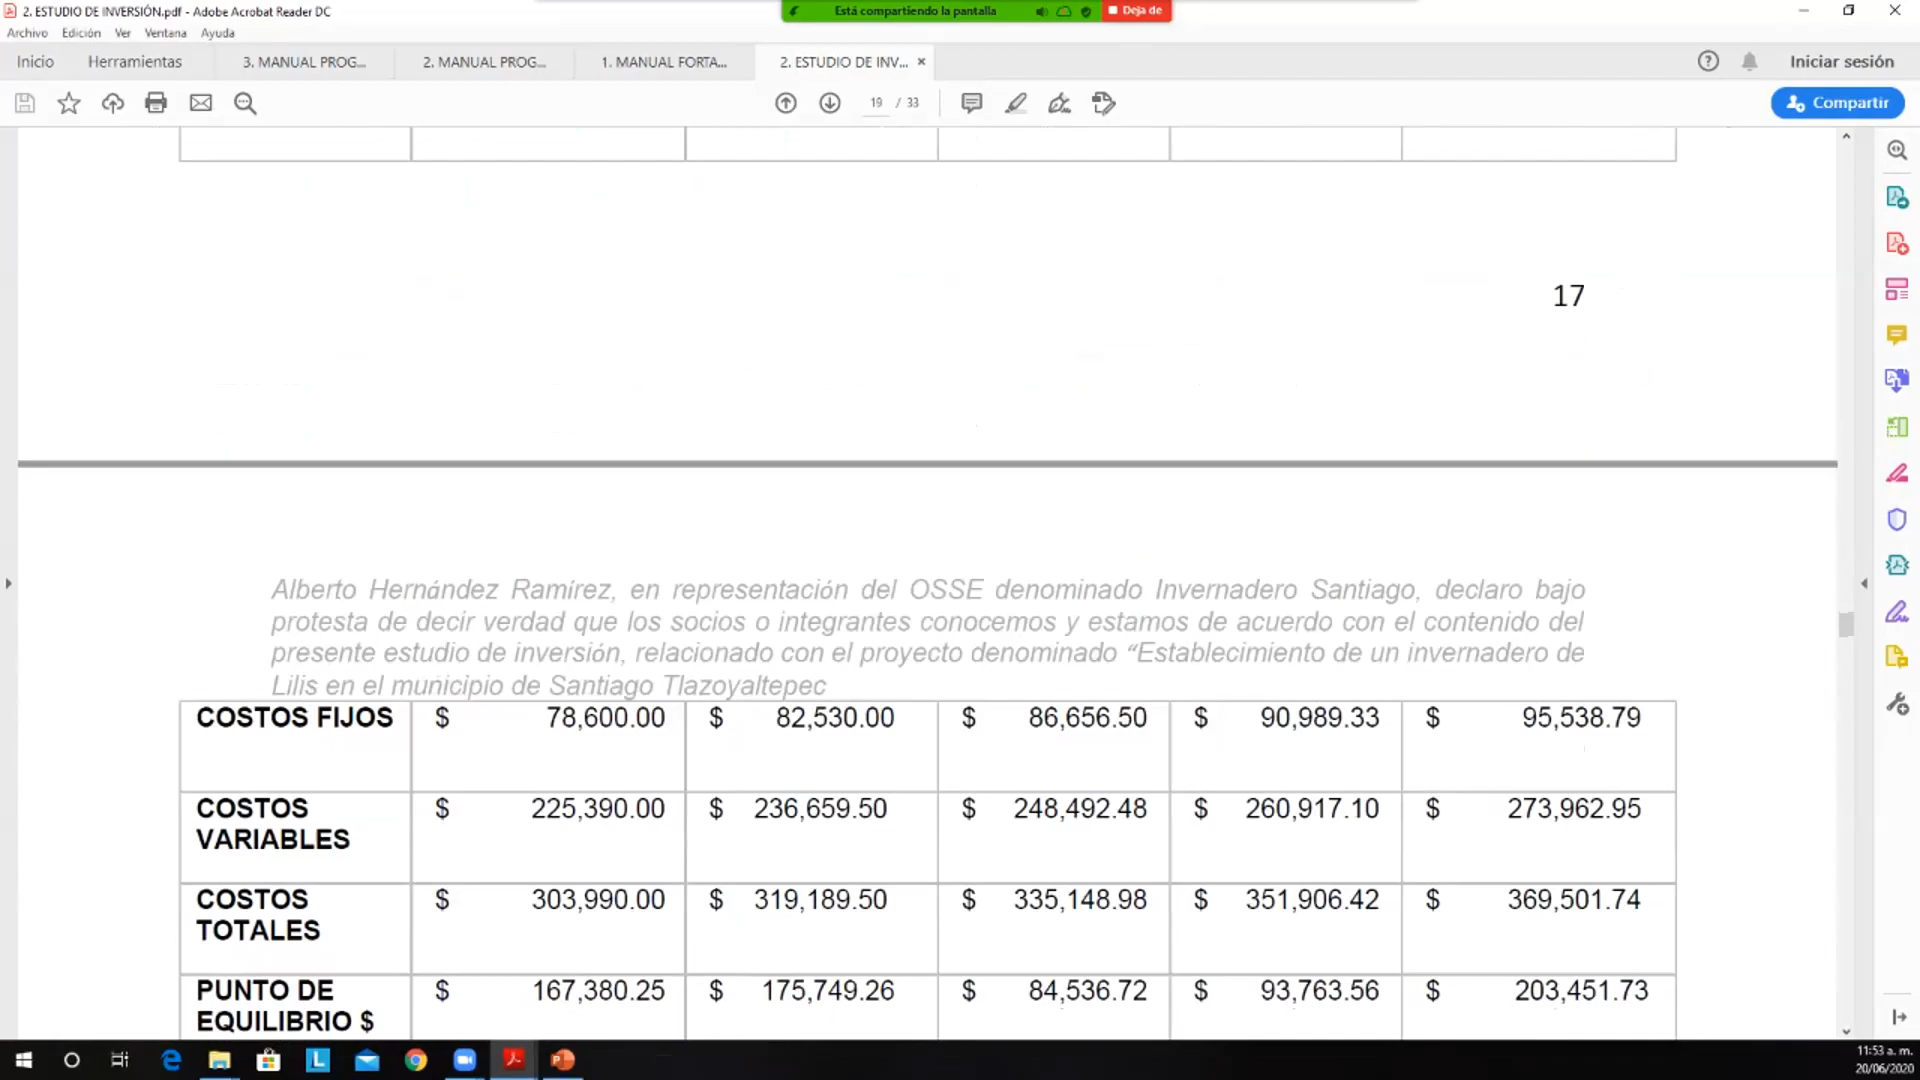 2. ESTUDIO DE INVERSIÓN.pdf - Adobe Acrobat Reader DC
Está compartiendo la pantalla
Deja de
Archivo Edición Ver Ventana Ayuda
Inicio Herramientas 3. MANUAL PROG... 2. MANUAL PROG... 1. MANUAL FORTA... 2. ESTUDIO DE INV... Iniciar sesión
19 / 33 Compartir
17
Alberto Hernández Ramírez, en representación del OSSE denominado Invernadero Santiago, declaro bajo
protesta de decir verdad que los socios o integrantes conocemos y estamos de acuerdo con el contenido del
presente estudio de inversión, relacionado con el proyecto denominado “Establecimiento de un invernadero de
Lilis en el municipio de Santiago Tlazoyaltepec
COSTOS FIJOS $ 78,600.00 $ 82,530.00 $ 86,656.50 $ 90,989.33 $ 95,538.79
COSTOS $ 225,390.00 $ 236,659.50 $ 248,492.48 $ 260,917.10 $ 273,962.95
VARIABLES
COSTOS $ 303,990.00 $ 319,189.50 $ 335,148.98 $ 351,906.42 $ 369,501.74
TOTALES
PUNTO DE $ 167,380.25 $ 175,749.26 $ 84,536.72 $ 93,763.56 $ 203,451.73
EQUILIBRIO $
11:53 a. m.
20/06/2020